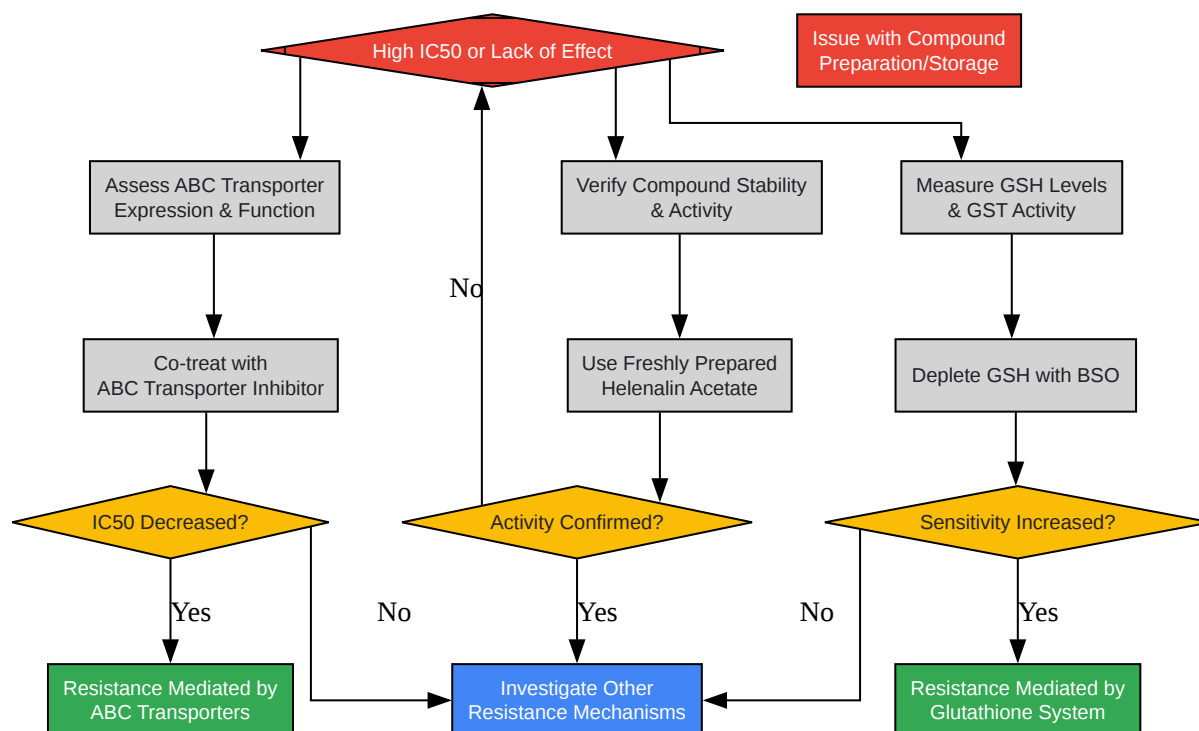 High IC50 or Lack of Effect
Issue with Compound
Preparation/Storage
Assess ABC Transporter
Expression & Function
Verify Compound Stability
& Activity
Measure GSH Levels
& GST Activity
No
Co-treat with
ABC Transporter Inhibitor
Use Freshly Prepared
Helenalin Acetate
Deplete GSH with BSO
IC50 Decreased?
Activity Confirmed?
Sensitivity Increased?
Yes
No
Yes
No
Yes
Resistance Mediated by
ABC Transporters
Investigate Other
Resistance Mechanisms
Resistance Mediated by
Glutathione System